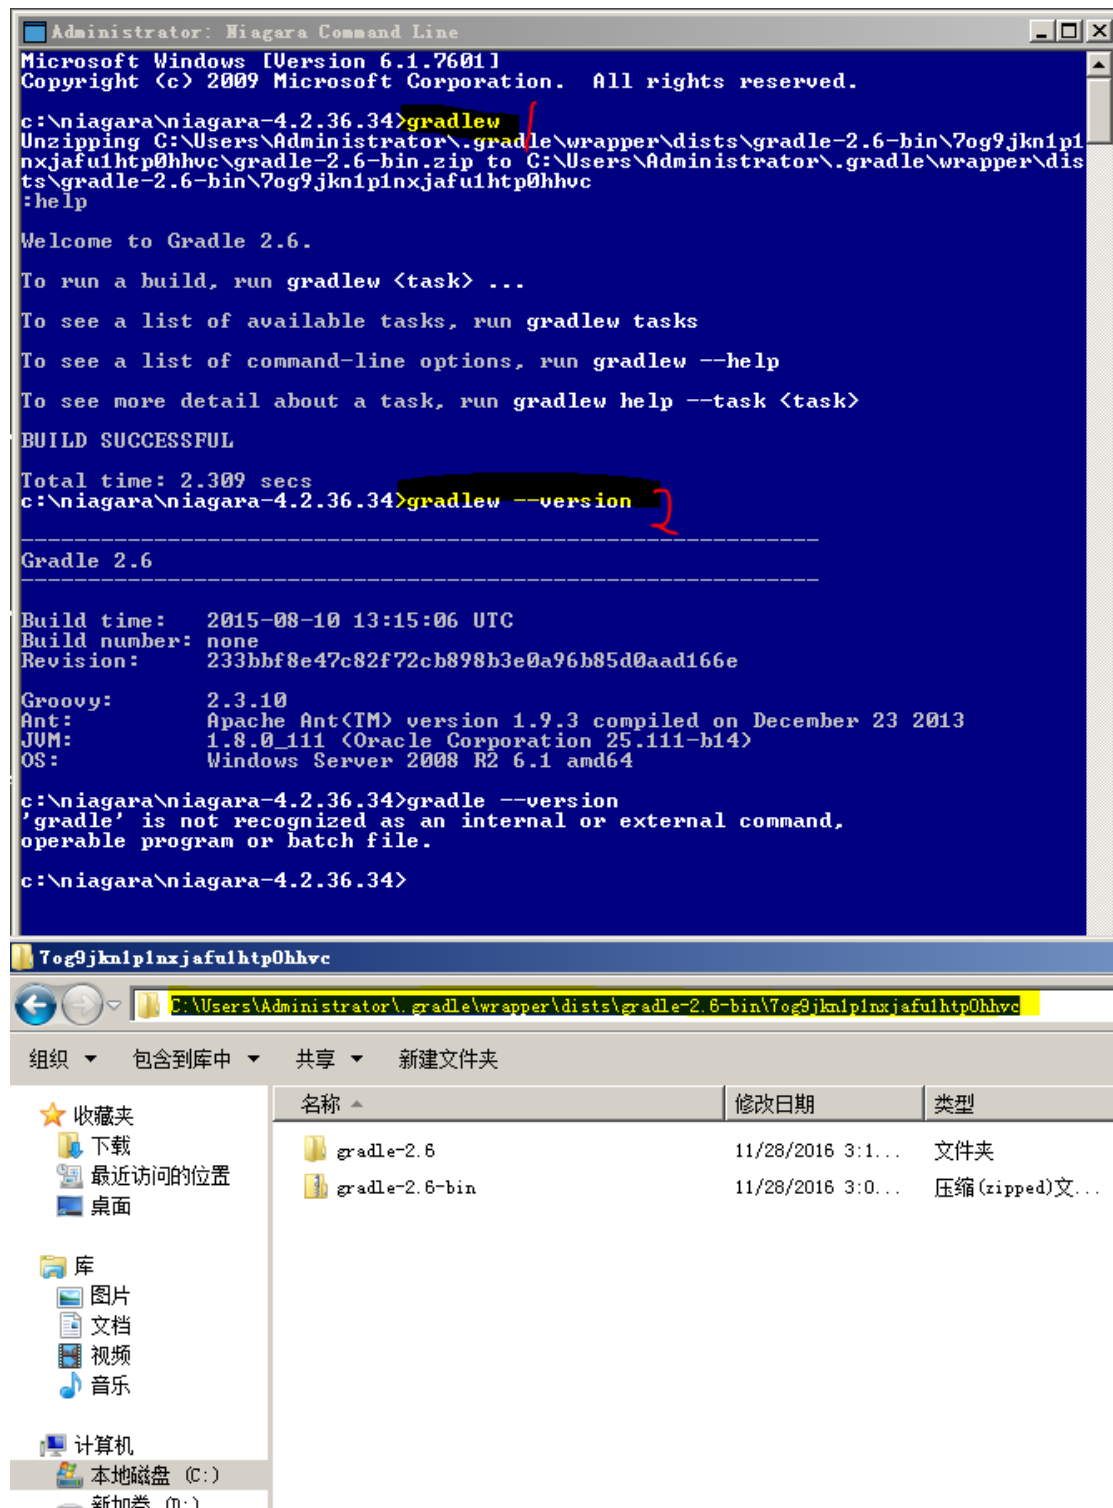 Administrator: Niagara Command Line
Microsoft Windows [Version 6.1.7601]
Copyright (c) 2009 Microsoft Corporation.  All rights reserved.
c:\niagara\niagara-4.2.36.34>gradlew 1
Unzipping C:\Users\Administrator\.gradle\wrapper\dists\gradle-2.6-bin\7og9jkn1p1
nxjafu1htp0hhvc\gradle-2.6-bin.zip to C:\Users\Administrator\.gradle\wrapper\dis
ts\gradle-2.6-bin\7og9jkn1p1nxjafu1htp0hhvc
:help
Welcome to Gradle 2.6.
To run a build, run gradlew <task> ...
To see a list of available tasks, run gradlew tasks
To see a list of command-line options, run gradlew --help
To see more detail about a task, run gradlew help --task <task>
BUILD SUCCESSFUL
Total time: 2.309 secs
c:\niagara\niagara-4.2.36.34>gradlew --version 2
------------------------------------------------------------
Gradle 2.6
------------------------------------------------------------
Build time:   2015-08-10 13:15:06 UTC
Build number: none
Revision:     233bbf8e47c82f72cb898b3e0a96b85d0aad166e
Groovy:       2.3.10
Ant:          Apache Ant(TM) version 1.9.3 compiled on December 23 2013
JVM:          1.8.0_111 (Oracle Corporation 25.111-b14)
OS:           Windows Server 2008 R2 6.1 amd64
c:\niagara\niagara-4.2.36.34>gradle --version
'gradle' is not recognized as an internal or external command,
operable program or batch file.
c:\niagara\niagara-4.2.36.34>
7og9jkn1p1nxjafu1htp0hhvc
C:\Users\Administrator\.gradle\wrapper\dists\gradle-2.6-bin\7og9jkn1p1nxjafu1htp0hhvc
组织 包含到库中 共享 新建文件夹
名称 修改日期 类型
gradle-2.6 11/28/2016 3:1... 文件夹
gradle-2.6-bin 11/28/2016 3:0... 压缩(zipped)文...
收藏夹
下载
最近访问的位置
桌面
库
图片
文档
视频
音乐
计算机
本地磁盘 (C:)
新加卷 (D:)